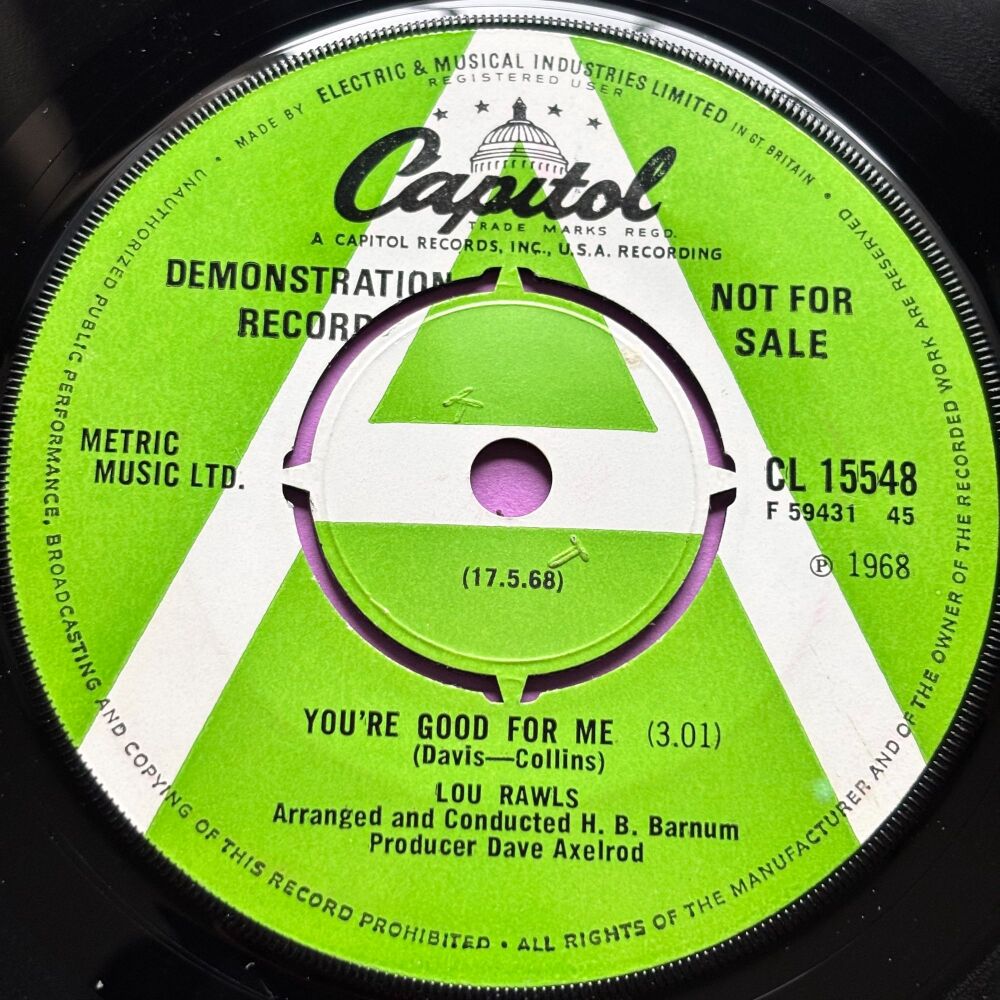 MADE BY ELECTRIC & MUSICAL INDUSTRIES LIMITED IN GT. BRITAIN •
REGISTERED USER
Capitol
TRADE MARKS REGD.
A CAPITOL RECORDS, INC., U.S.A. RECORDING
DEMONSTRATION
RECORD
NOT FOR
SALE
METRIC
MUSIC LTD.
CL 15548
F 59431 45
℗ 1968
A
(17.5.68)
YOU'RE GOOD FOR ME (3.01)
(Davis—Collins)
LOU RAWLS
Arranged and Conducted H. B. Barnum
Producer Dave Axelrod
• UNAUTHORIZED PUBLIC PERFORMANCE, BROADCASTING AND COPYING OF THIS RECORD PROHIBITED • ALL RIGHTS OF THE MANUFACTURER AND OF THE OWNER OF THE RECORDED WORK ARE RESERVED